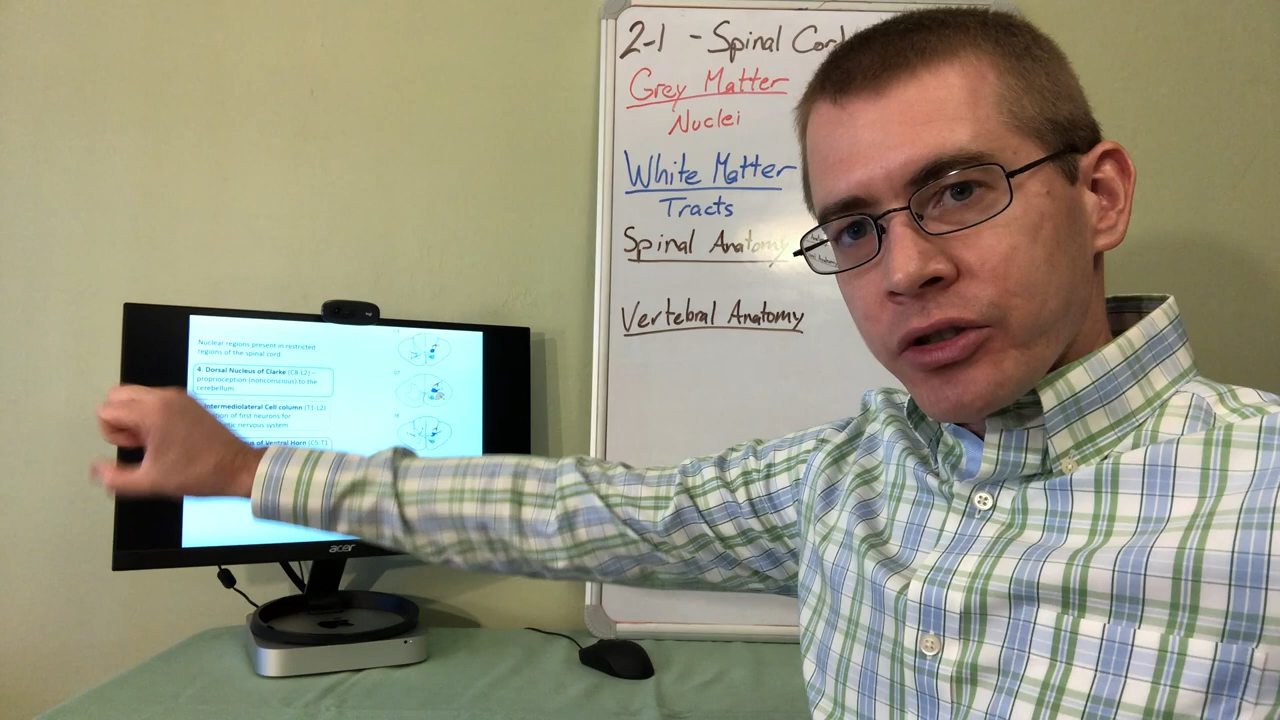 2-1 - Spinal Cord
Grey Matter
Nuclei
White Matter
Tracts
Spinal Anatomy
Vertebral Anatomy
Nuclear regions present in restricted
regions of the spinal cord
4. Dorsal Nucleus of Clarke (C8-L2) –
proprioception (nonconscious) to the
cerebellum.
Intermediolateral Cell column (T1-L2)
of first neurons for
nervous system
of Ventral Horn (C5-T1
acer